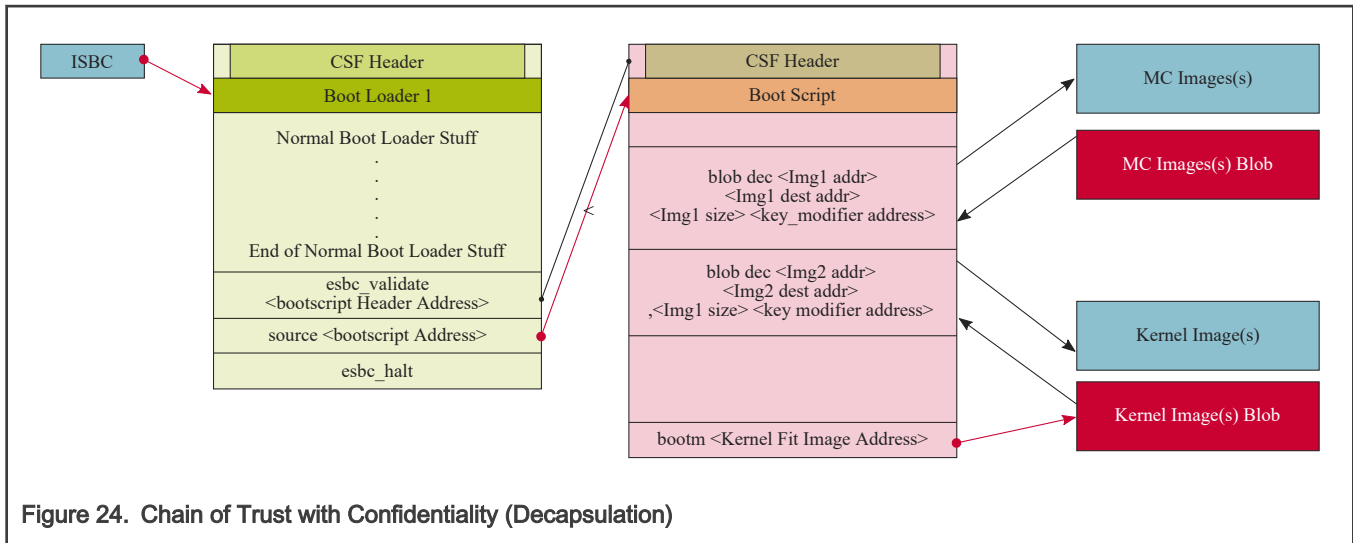 ISBC
CSF Header
Boot Loader 1
Normal Boot Loader Stuff
.
.
.
.
.
End of Normal Boot Loader Stuff
esbc_validate
<bootscript Header Address>
source <bootscript Address>
esbc_halt
CSF Header
Boot Script
blob dec <Img1 addr>
<Img1 dest addr>
<Img1 size> <key_modifier address>
blob dec <Img2 addr>
<Img2 dest addr>
,<Img1 size> <key modifier address>
bootm <Kernel Fit Image Address>
MC Images(s)
MC Images(s) Blob
Kernel Image(s)
Kernel Image(s) Blob
Figure 24. Chain of Trust with Confidentiality (Decapsulation)